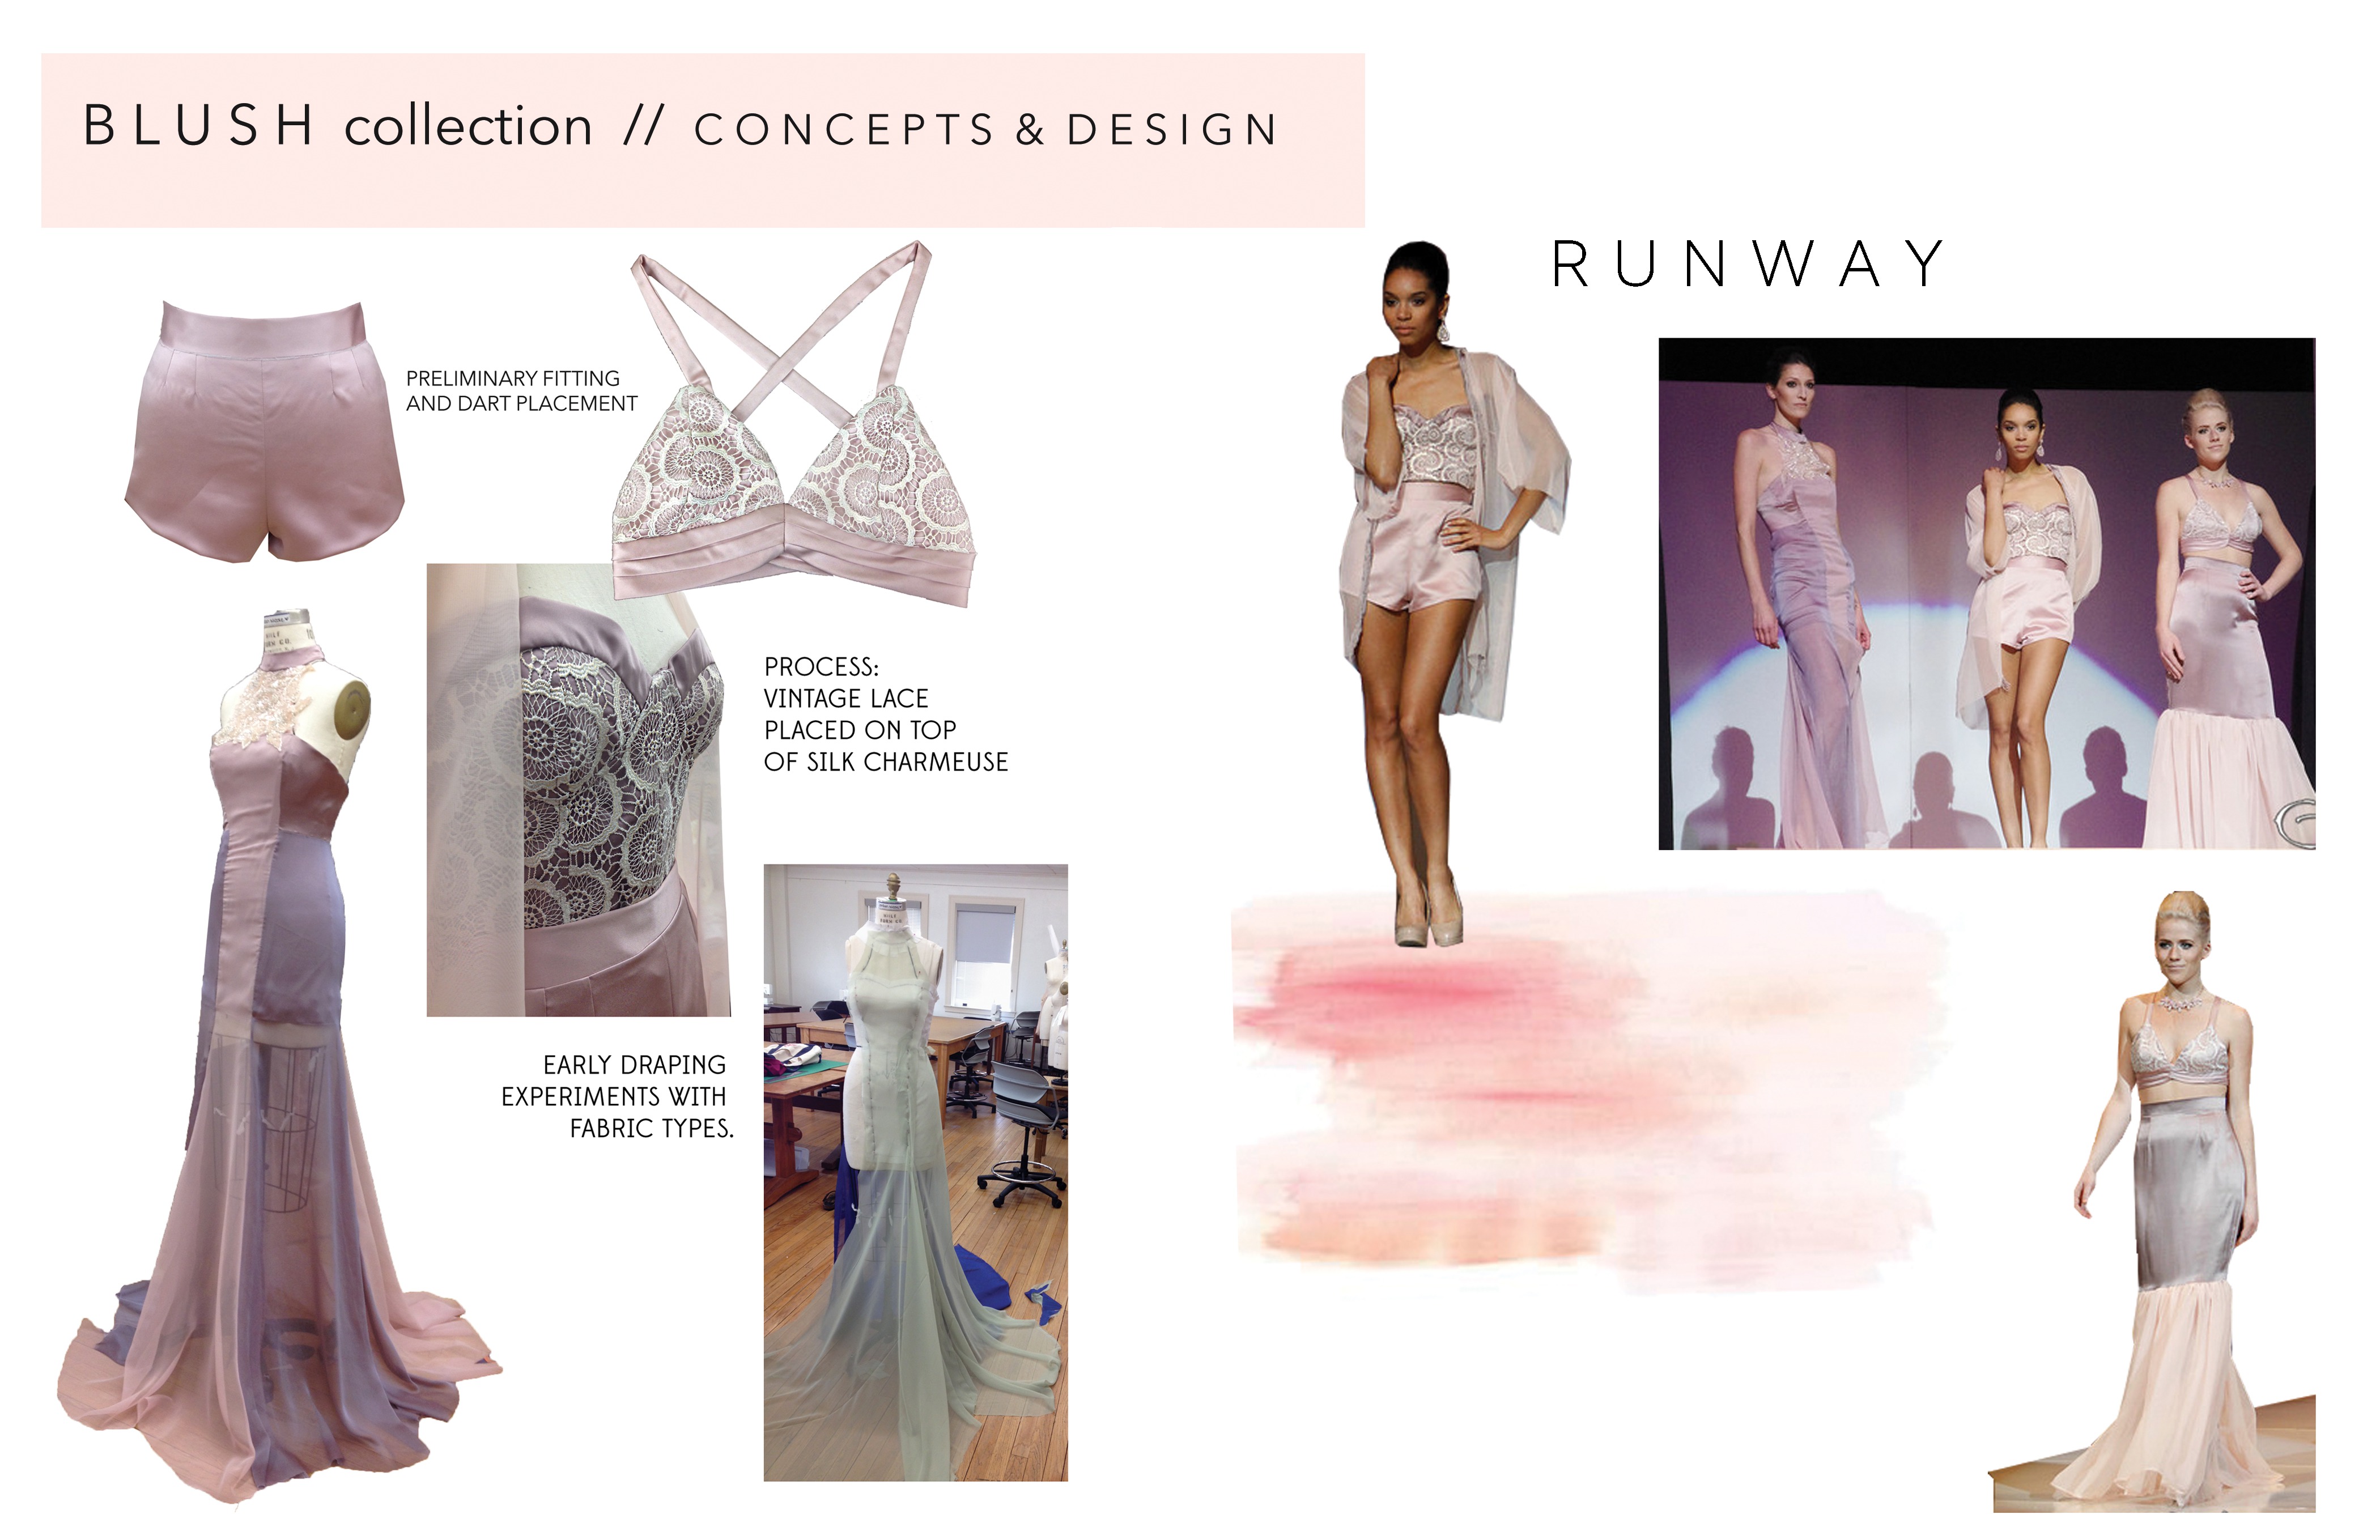 BLUSH collection // CONCEPTS & DESIGN
RUNWAY
PRELIMINARY FITTING
AND DART PLACEMENT
PROCESS:
VINTAGE LACE
PLACED ON TOP
OF SILK CHARMEUSE
EARLY DRAPING
EXPERIMENTS WITH
FABRIC TYPES.